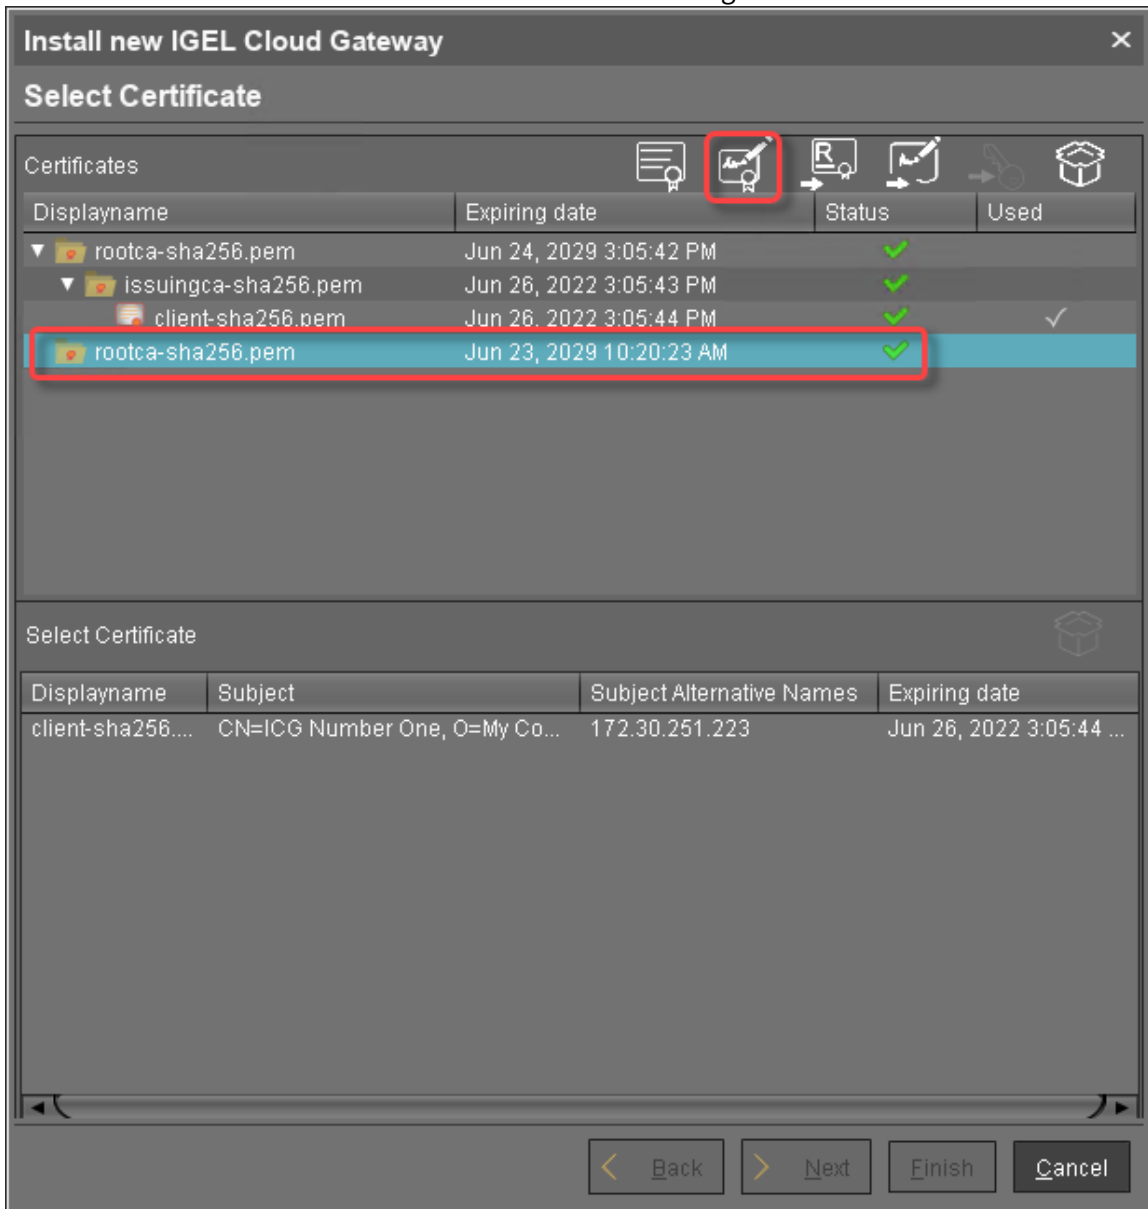 Install new IGEL Cloud Gateway
Select Certificate
Certificates
R
Displayname Expiring date Status Used
rootca-sha256.pem Jun 24, 2029 3:05:42 PM
issuingca-sha256.pem Jun 26, 2022 3:05:43 PM
client-sha256.pem Jun 26, 2022 3:05:44 PM
rootca-sha256.pem Jun 23, 2029 10:20:23 AM
Select Certificate
Displayname Subject Subject Alternative Names Expiring date
client-sha256.... CN=ICG Number One, O=My Co... 172.30.251.223 Jun 26, 2022 3:05:44 ...
Back Next Finish Cancel